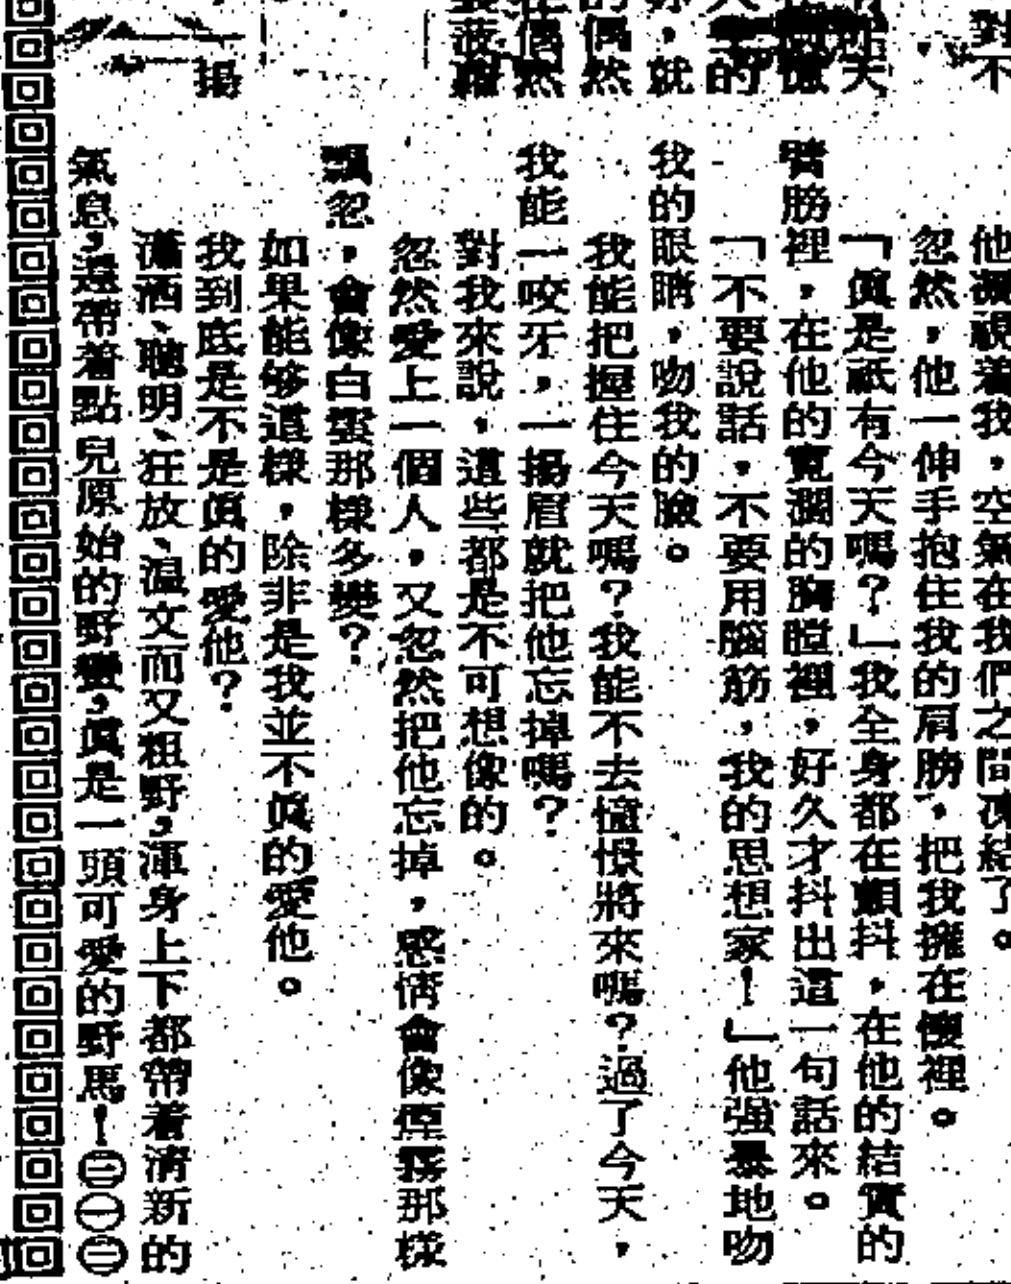 他凝視着我，空氣在我們之間凍結了。
忽然，他一伸手抱住我的肩膀，把我擁在懷裡。
「眞是祇有今天嗎？」我全身都在顫抖，在他的結實的
臂膀裡，在他的寬濶的胸膛裡，好久才抖出這一句話來。
「不要說話，不要用腦筋，我的思想家！」他强暴地吻
我的眼睛，吻我的臉。
我能把握住今天嗎？我能不去憧憬將來嗎？過了今天，
我能一咬牙，一揚眉就把他忘掉嗎？
對我來說，這些都是不可想像的。
忽然愛上一個人，又忽然把他忘掉，感情會像煙霧那樣
飄忽，會像白雲那樣多變？
如果能够這樣，除非是我並不眞的愛他。
我到底是不是眞的愛他？
瀟洒、聰明、狂放、溫文而又粗野，渾身上下都帶着清新的
氣息，還帶着點兒原始的野蠻，眞是一頭可愛的野馬！